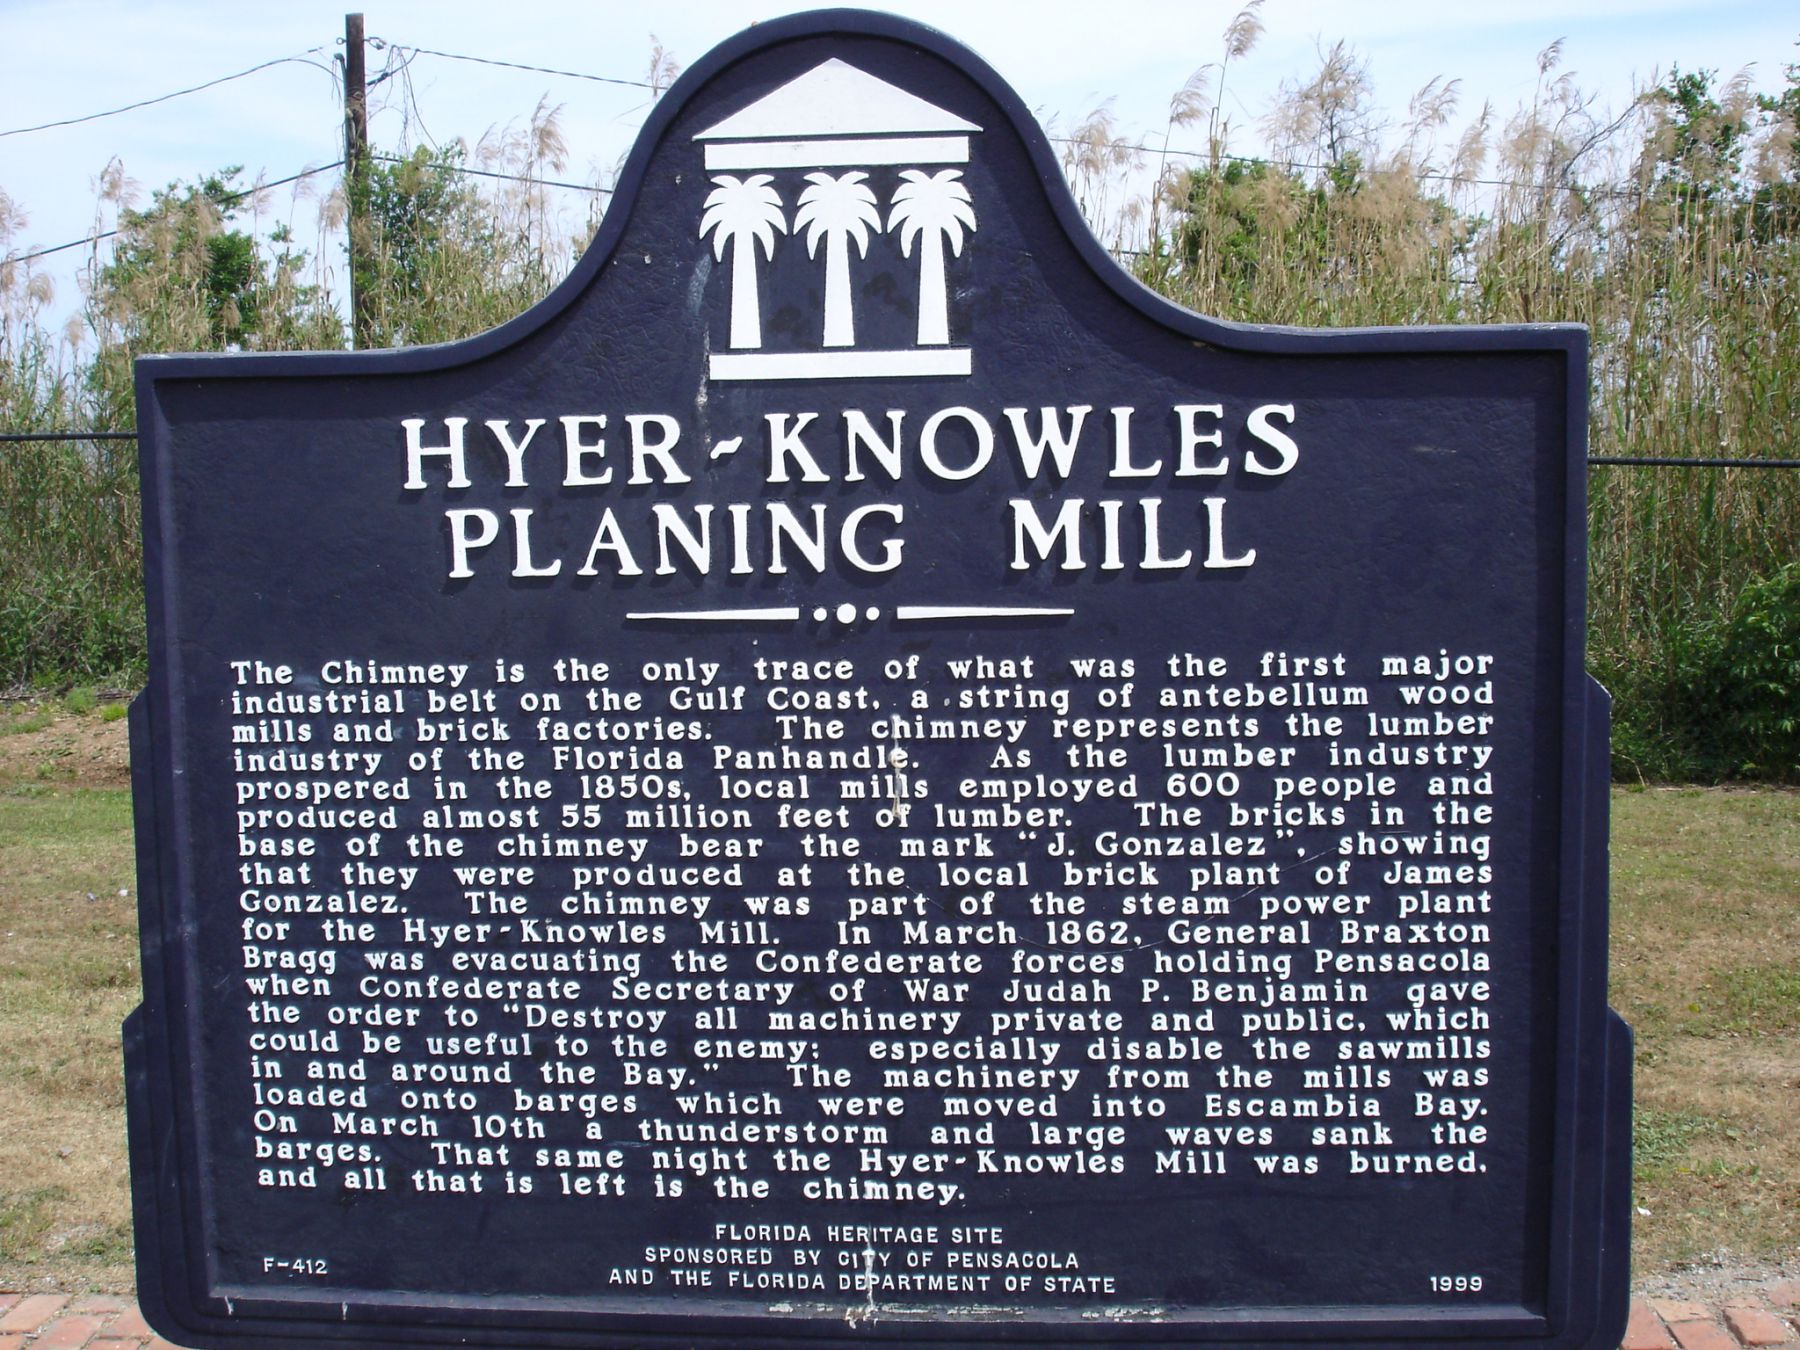 HYER-KNOWLES
PLANING MILL
The Chimney is the only trace of what was the first major
industrial belt on the Gulf Coast, a string of antebellum wood
mills and brick factories. The chimney represents the lumber
industry of the Florida Panhandle. As the lumber industry
prospered in the 1850s, local mills employed 600 people and
produced almost 55 million feet of lumber. The bricks in the
base of the chimney bear the mark "J. Gonzalez", showing
that they were produced at the local brick plant of James
Gonzalez. The chimney was part of the steam power plant
for the Hyer-Knowles Mill. In March 1862, General Braxton
Bragg was evacuating the Confederate forces holding Pensacola
when Confederate Secretary of War Judah P. Benjamin gave
the order to "Destroy all machinery private and public, which
could be useful to the enemy; especially disable the sawmills
in and around the Bay." The machinery from the mills was
loaded onto barges which were moved into Escambia Bay.
On March 10th a thunderstorm and large waves sank the
barges. That same night the Hyer-Knowles Mill was burned,
and all that is left is the chimney.
FLORIDA HERITAGE SITE
SPONSORED BY CITY OF PENSACOLA
AND THE FLORIDA DEPARTMENT OF STATE
F-412
1999